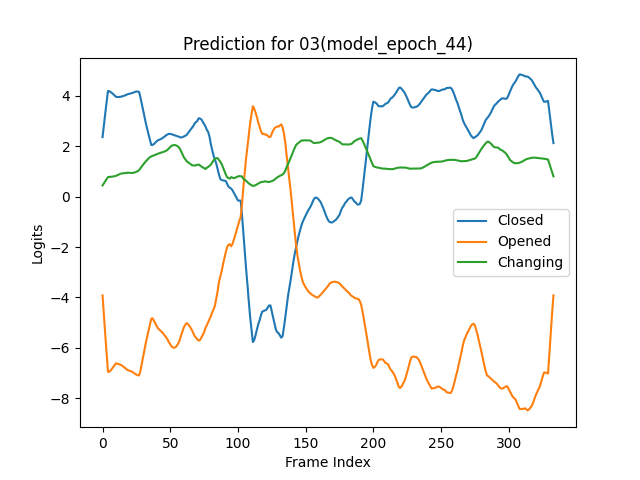 Prediction for 03(model_epoch_44)
Logits
4
2
0
−2
−4
−6
−8
Closed
Opened
Changing
0 50 100 150 200 250 300
Frame Index